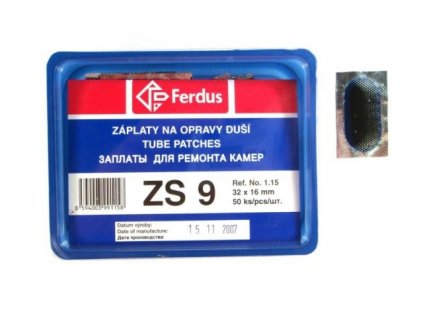 Ferdus
ZÁPLATY NA OPRAVY DUŠÍ
TUBE PATCHES
ЗАПЛАТЫ ДЛЯ РЕМОНТА КАМЕР
ZS 9
Ref. No. 1.15
32 x 16 mm
50 ks/pcs/шт.
8594003991156
Datum výroby:
Date of manufacture:
Дата производства:
15 11 2007